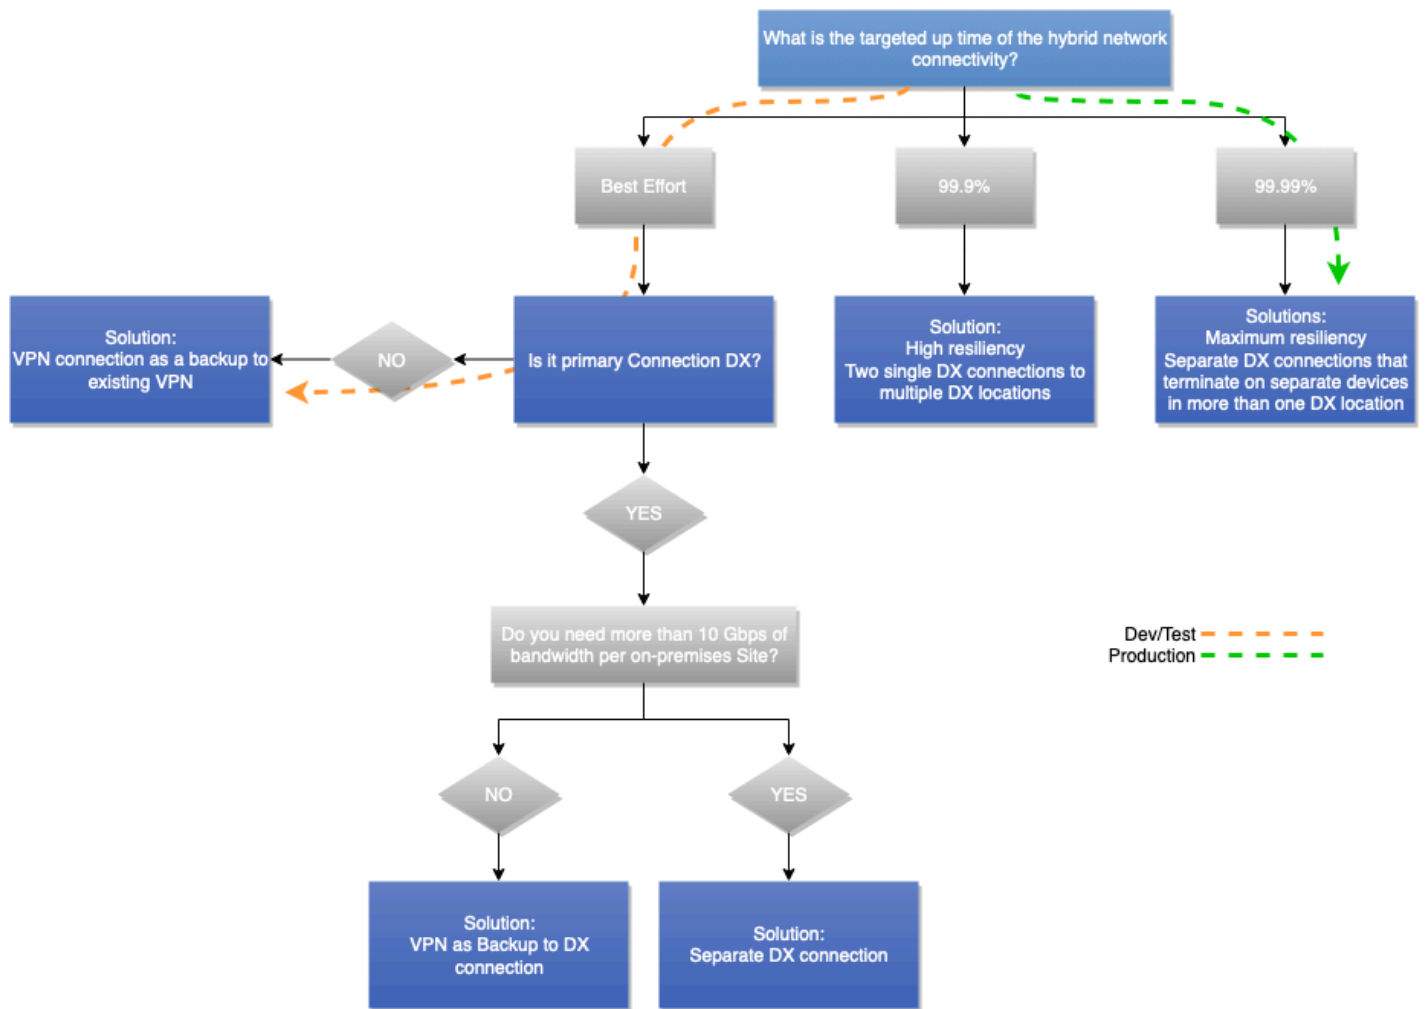 What is the targeted up time of the hybrid network
connectivity?
Best Effort
99.9%
99.99%
Solution:
VPN connection as a backup to
existing VPN
NO
Is it primary Connection DX?
Solution:
High resiliency
Two single DX connections to
multiple DX locations
Solutions:
Maximum resiliency
Separate DX connections that
terminate on separate devices
in more than one DX location
YES
Do you need more than 10 Gbps of
bandwidth per on-premises Site?
Dev/Test
Production
NO
YES
Solution:
VPN as Backup to DX
connection
Solution:
Separate DX connection